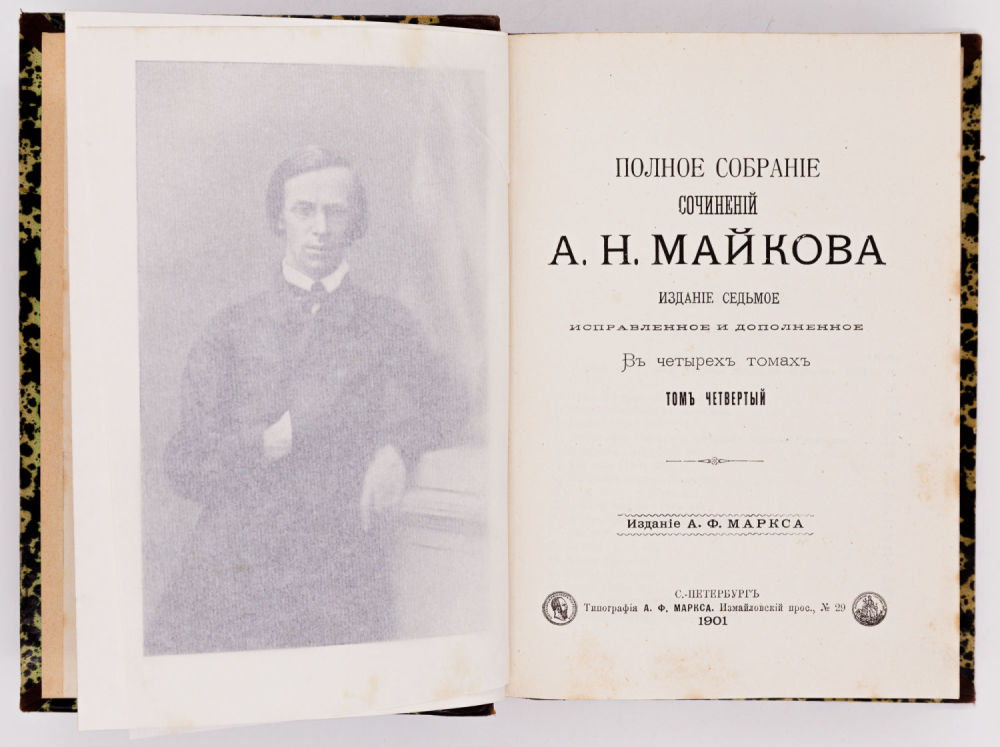 ПОЛНОЕ СОБРАНІЕ
СОЧИНЕНІЙ
А. Н. МАЙКОВА
ИЗДАНІЕ СЕДЬМОЕ
ИСПРАВЛЕННОЕ И ДОПОЛНЕННОЕ
Въ четырехъ томахъ
ТОМЪ ЧЕТВЕРТЫЙ
Изданіе А. Ф. МАРКСА
С.-ПЕТЕРБУРГЪ
Типографія А. Ф. МАРКСА. Измайловскій прос., № 29
1901